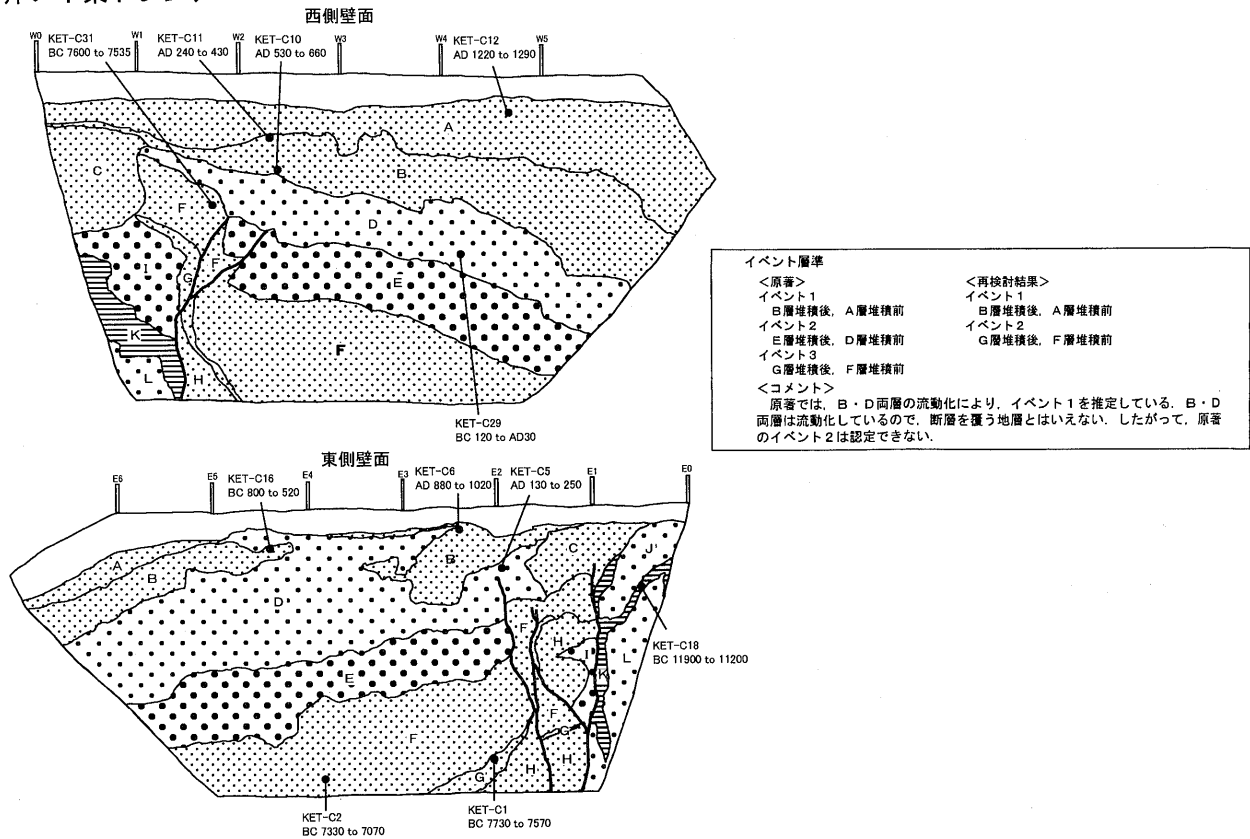 西側壁面
W0 W1 W2 W3 W4 W5
KET-C31
BC 7600 to 7535
KET-C11
AD 240 to 430
KET-C10
AD 530 to 660
KET-C12
AD 1220 to 1290
A
B
C
F
D
I
G
F
E
K
F
L
H
KET-C29
BC 120 to AD30
イベント層準
<原著>
イベント1
B層堆積後, A層堆積前
イベント2
E層堆積後, D層堆積前
イベント3
G層堆積後, F層堆積前
<再検討結果>
イベント1
B層堆積後, A層堆積前
イベント2
G層堆積後, F層堆積前
<コメント>
原著では, B・D両層の流動化により, イベント1を推定している. B・D
両層は流動化しているので, 断層を覆う地層とはいえない. したがって, 原著
のイベント2は認定できない.
東側壁面
E6 E5 E4 E3 E2 E1 E0
KET-C16
BC 800 to 520
KET-C6
AD 880 to 1020
KET-C5
AD 130 to 250
A
B
B
C
J'
D
F
H
I
K
L
KET-C18
BC 11900 to 11200
E
F
F
G
G
H
H
KET-C2
BC 7330 to 7070
KET-C1
BC 7730 to 7570